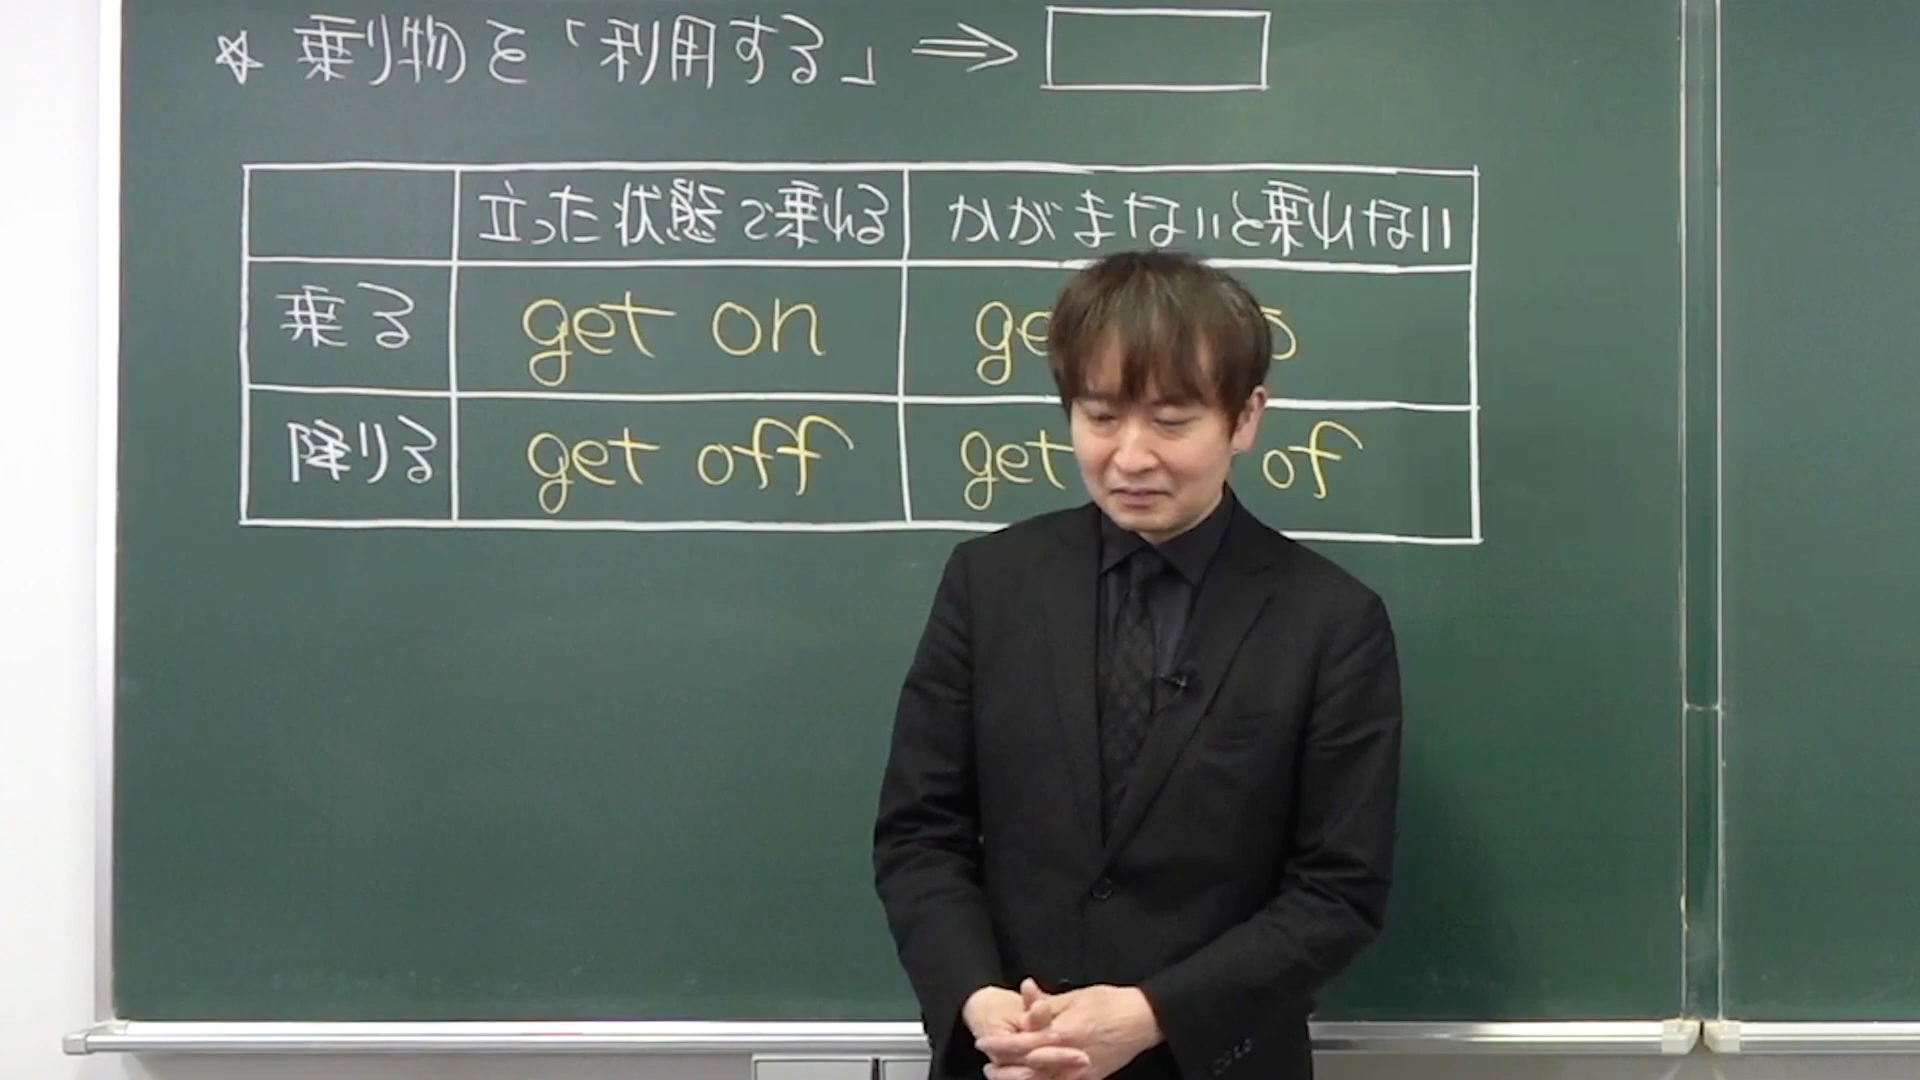 ☆ 乗り物を「利用する」⇒
立った状態で乗れる かがまないと乗れない
乗る get on
降りる get off get of